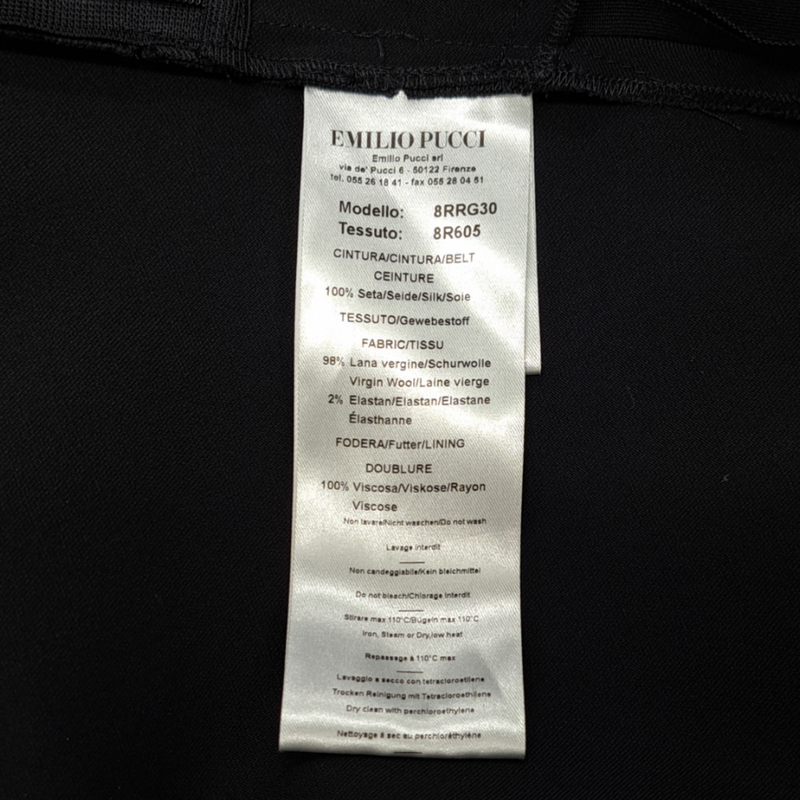 EMILIO PUCCI
Emilio Pucci srl
via de' Pucci 6 - 50122 Firenze
tel. 055 26 18 41 - fax 055 28 04 51
Modello: 8RRG30
Tessuto: 8R605
CINTURA/CINTURA/BELT
CEINTURE
100% Seta/Seide/Silk/Soie
TESSUTO/Gewebestoff
FABRIC/TISSU
98% Lana vergine/Schurwolle
Virgin Wool/Laine vierge
2% Elastan/Elastan/Elastane
Élasthanne
FODERA/Futter/LINING
DOUBLURE
100% Viscosa/Viskose/Rayon
Viscose
Non lavare/Nicht waschen/Do not wash
Lavage interdit
Non candeggiabile/Kein bleichmittel
Do not bleach/Chlorage interdit
Stirare max 110°C/Bügeln max 110°C
Iron, Steam or Dry,low heat
Repassage à 110°C max
Lavaggio a secco con tetracloroetilene
Trocken Reinigung mit Tetracloroethilene
Dry clean with perchloroethylene
Nettoyage à sec au perchloréthylène